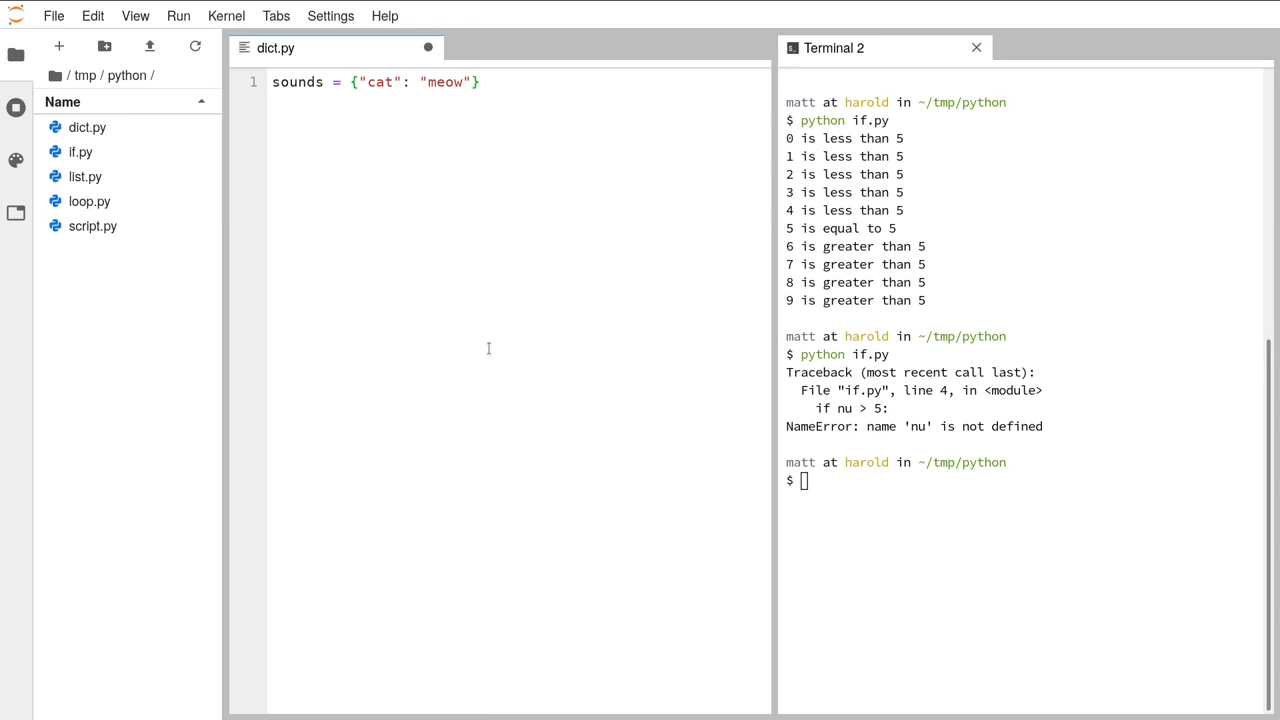 File Edit View Run Kernel Tabs Settings Help
/ tmp / python /
Name
dict.py
if.py
list.py
loop.py
script.py
dict.py
1 sounds = {"cat": "meow"}
Terminal 2
matt at harold in ~/tmp/python
$ python if.py
0 is less than 5
1 is less than 5
2 is less than 5
3 is less than 5
4 is less than 5
5 is equal to 5
6 is greater than 5
7 is greater than 5
8 is greater than 5
9 is greater than 5
matt at harold in ~/tmp/python
$ python if.py
Traceback (most recent call last):
  File "if.py", line 4, in <module>
    if nu > 5:
NameError: name 'nu' is not defined
matt at harold in ~/tmp/python
$